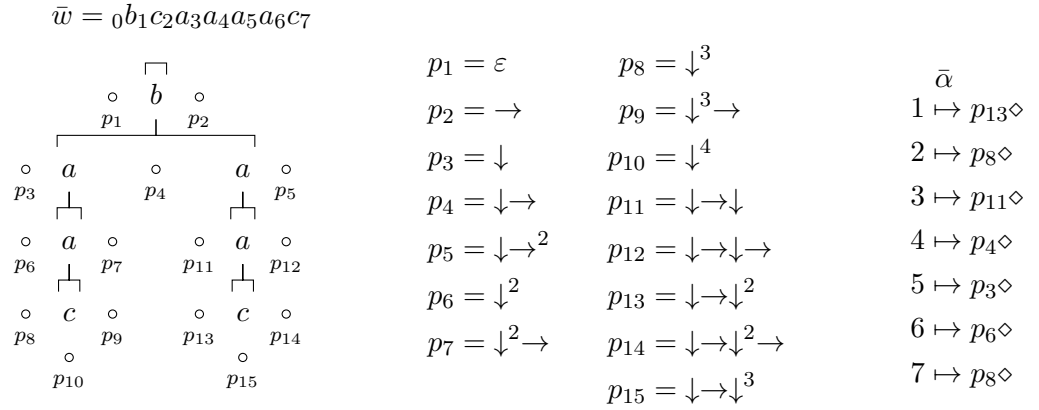 w̄ = ₀b₁c₂a₃a₄a₅a₆c₇
b
p₁ p₂
a a
p₃ p₄ p₅
a a
p₆ p₇ p₁₁ p₁₂
c c
p₈ p₉ p₁₃ p₁₄
p₁₀ p₁₅
p₁ = ε
p₂ = →
p₃ = ↓
p₄ = ↓→
p₅ = ↓→²
p₆ = ↓²
p₇ = ↓²→
p₈ = ↓³
p₉ = ↓³→
p₁₀ = ↓⁴
p₁₁ = ↓→↓
p₁₂ = ↓→↓→
p₁₃ = ↓→↓²
p₁₄ = ↓→↓²→
p₁₅ = ↓→↓³
ᾱ
1 ↦ p₁₃⋄
2 ↦ p₈⋄
3 ↦ p₁₁⋄
4 ↦ p₄⋄
5 ↦ p₃⋄
6 ↦ p₆⋄
7 ↦ p₈⋄